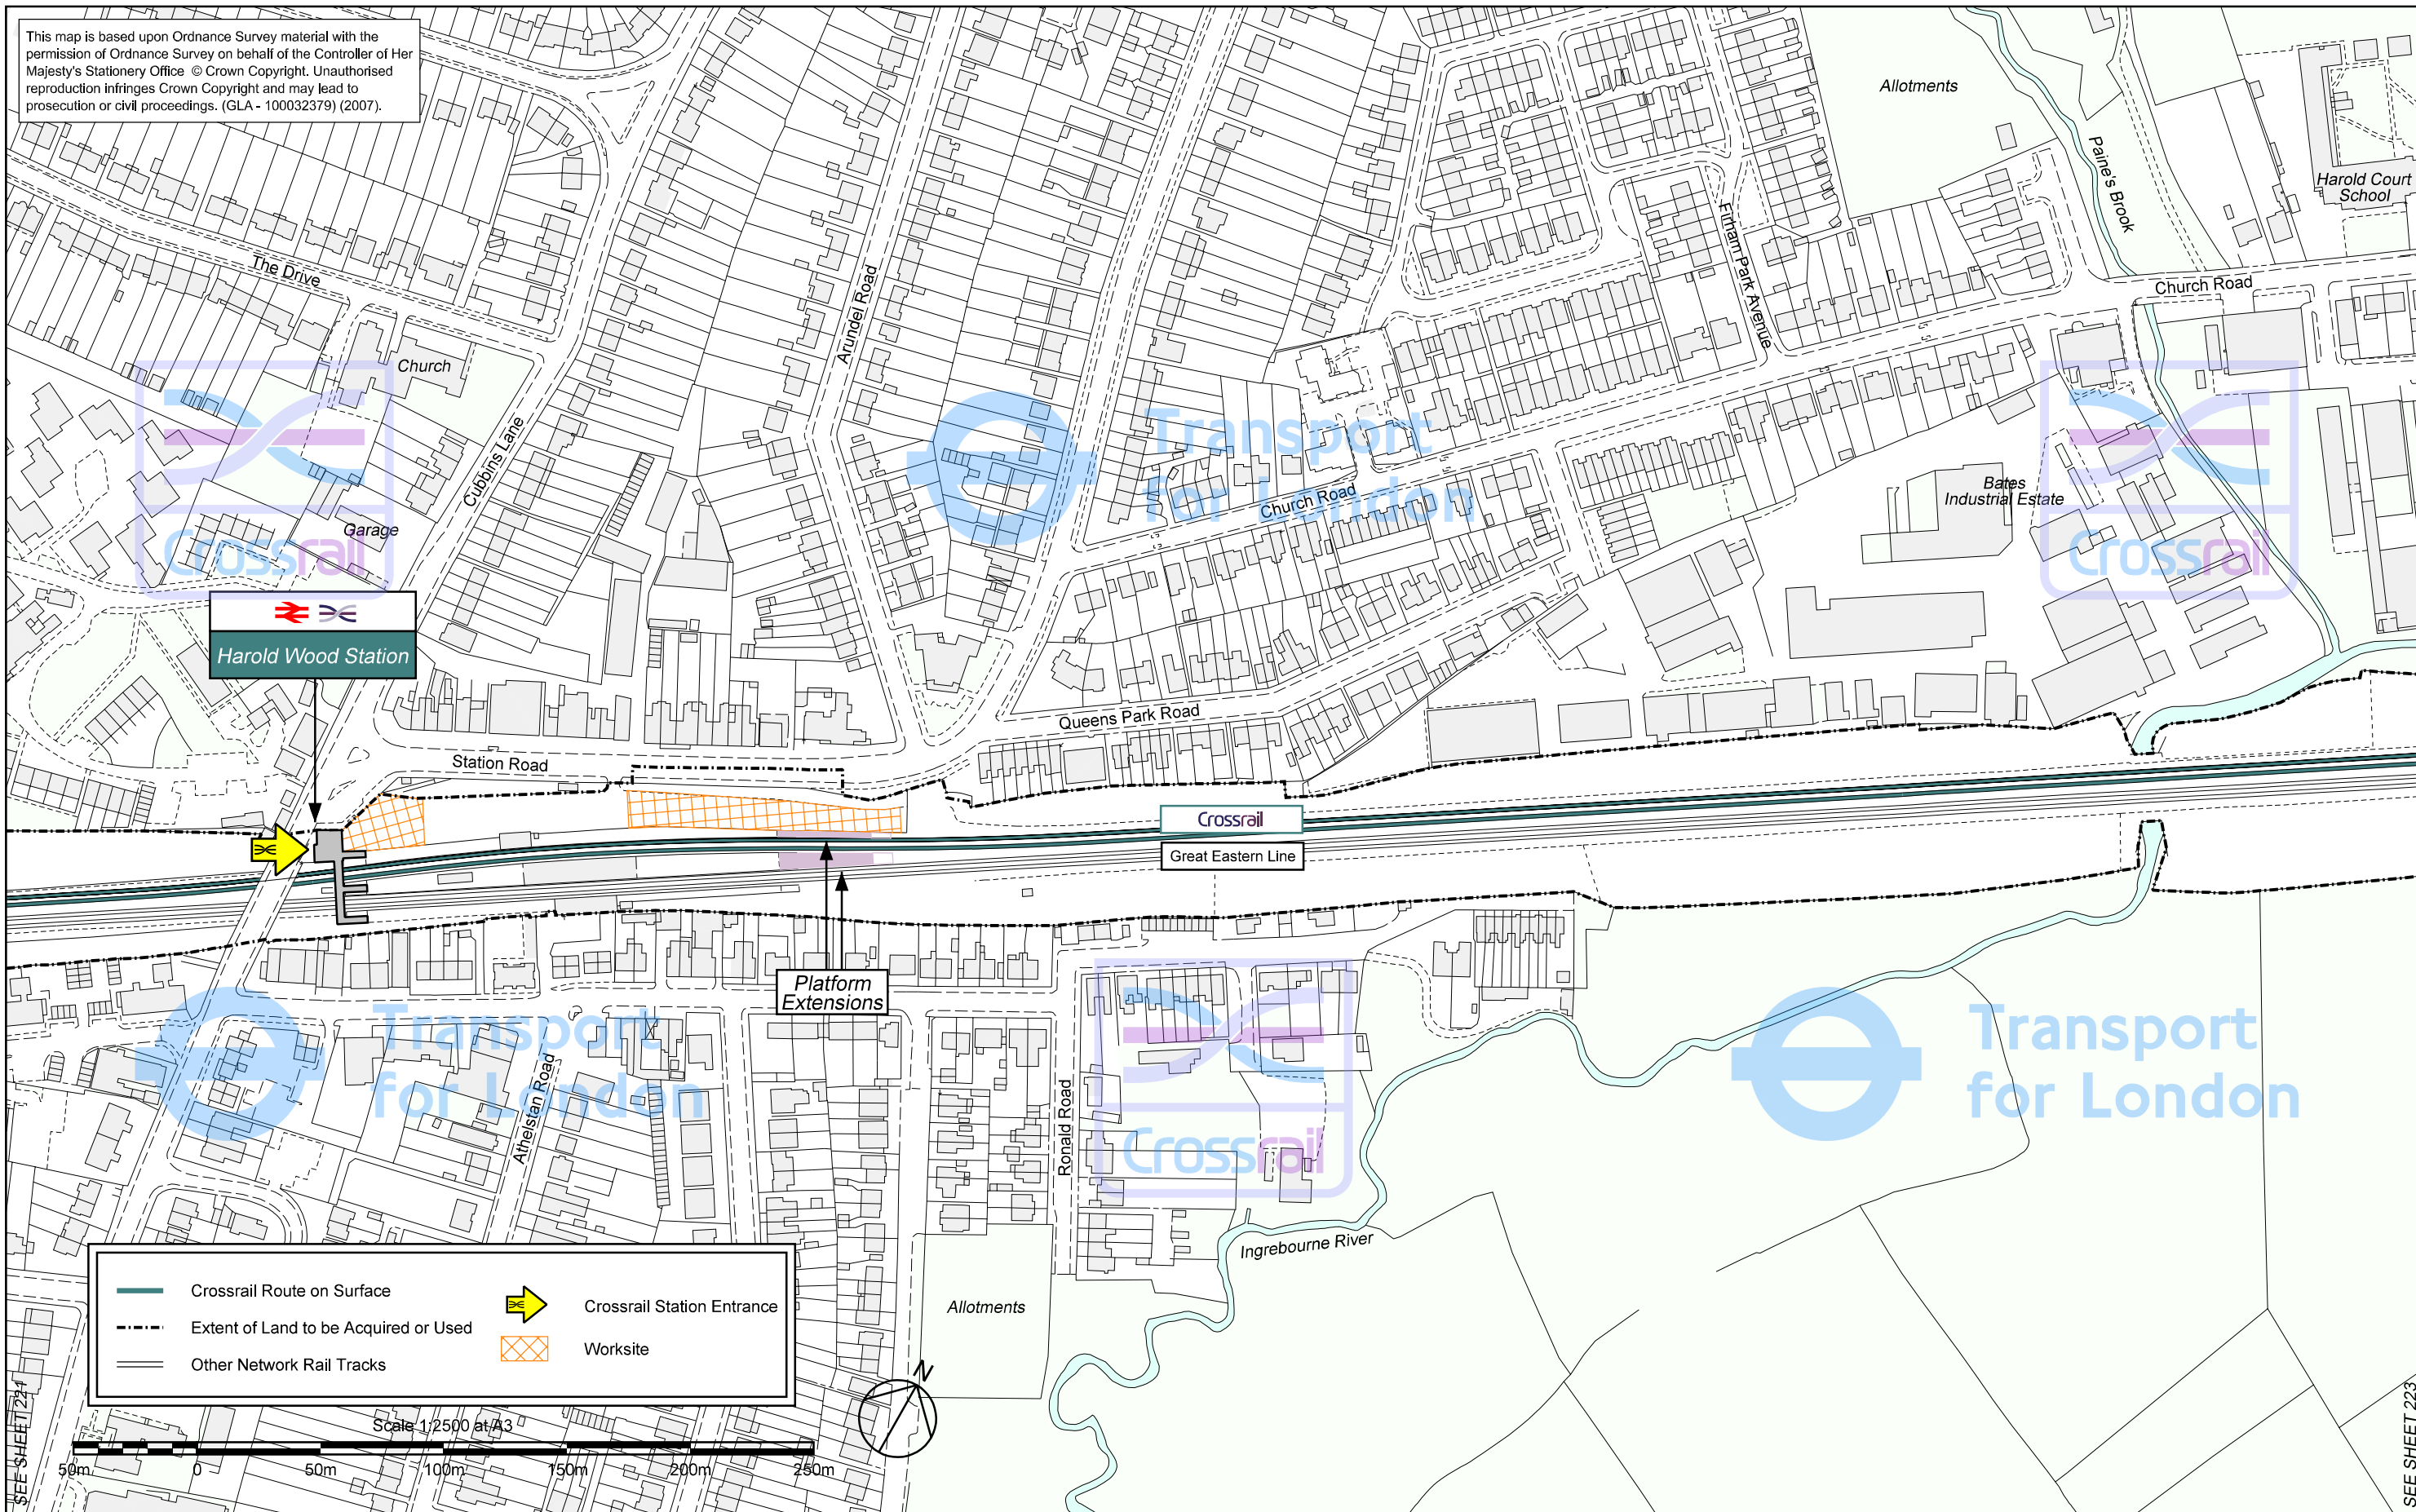 This map is based upon Ordnance Survey material with the
permission of Ordnance Survey on behalf of the Controller of Her
Majesty's Stationery Office © Crown Copyright. Unauthorised
reproduction infringes Crown Copyright and may lead to
prosecution or civil proceedings. (GLA - 100032379) (2007).
Allotments
Paine's Brook
Harold Court
School
The Drive
Firham Park Avenue
Church Road
Arundel Road
Church
Cubbins Lane
Transport
for London
Church Road
Bates
Industrial Estate
Garage
Crossrail
Crossrail
Harold Wood Station
Queens Park Road
Station Road
Crossrail
Great Eastern Line
Platform
Extensions
Transport
for London
Athelstan Road
Ronald Road
Crossrail
Transport
for London
Ingrebourne River
Allotments
Crossrail Route on Surface
Extent of Land to be Acquired or Used
Other Network Rail Tracks
Crossrail Station Entrance
Worksite
N
Scale 1:2500 at A3
50m 0 50m 100m 150m 200m 250m
SEE SHEET 221
SEE SHEET 223